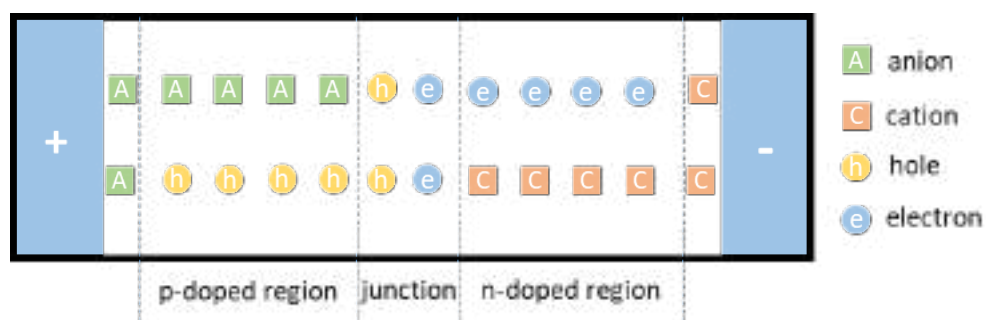 A A A A A h e e e e e C
+
-
A h h h h h e C C C C C
p-doped region junction n-doped region
A anion
C cation
h hole
e electron